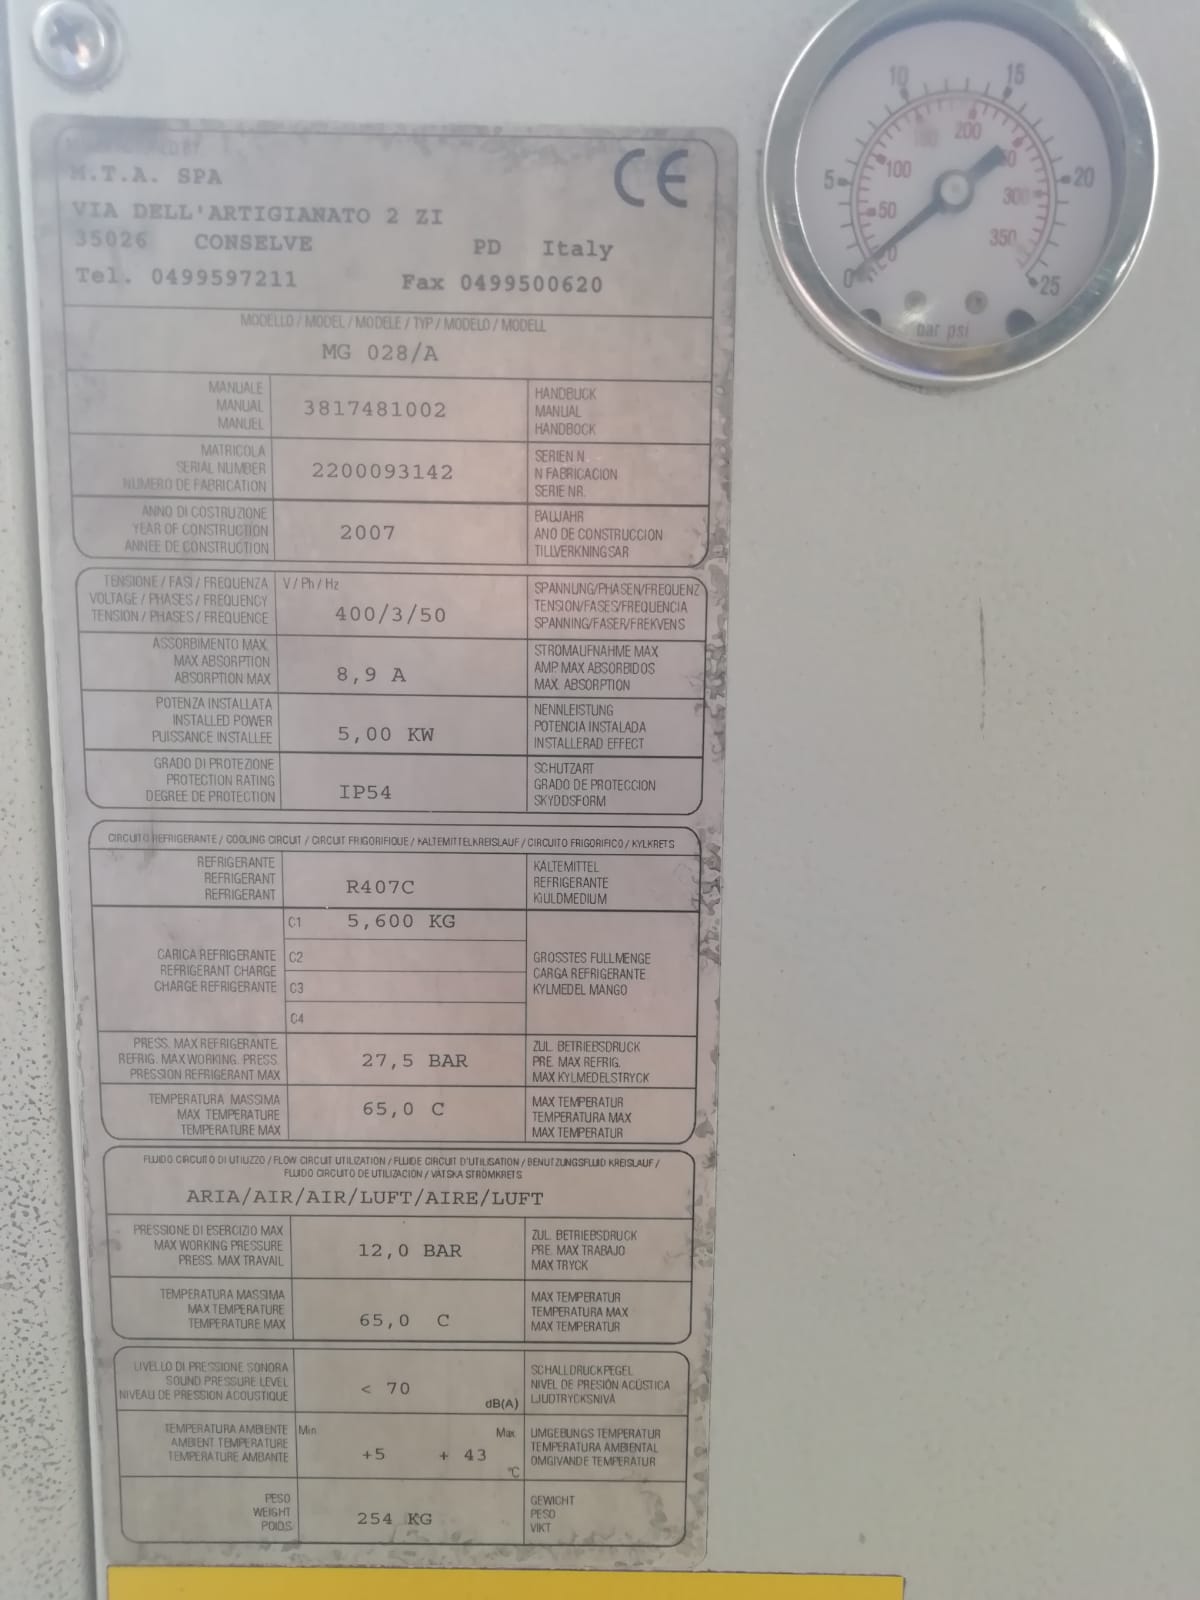 M.T.A. SPA
VIA DELL'ARTIGIANATO 2 ZI
35026 CONSELVE PD Italy
Tel. 0499597211 Fax 0499500620
CE
MODELLO / MODEL / MODELE / TYP / MODELO / MODELL
MG 028/A
MANUALE
MANUAL
MANUEL
3817481002
HANDBUCK
MANUAL
HANDBOCK
MATRICOLA
SERIAL NUMBER
NUMERO DE FABRICATION
2200093142
SERIEN N
N FABRICACION
SERIE NR.
ANNO DI COSTRUZIONE
YEAR OF CONSTRUCTION
ANNEE DE CONSTRUCTION
2007
BAUJAHR
ANO DE CONSTRUCCION
TILLVERKNINGSAR
TENSIONE / FASI / FREQUENZA
VOLTAGE / PHASES / FREQUENCY
TENSION / PHASES / FREQUENCE
V / Ph / Hz
400/3/50
SPANNUNG/PHASEN/FREQUENZ
TENSION/FASES/FREQUENCIA
SPANNING/FASER/FREKVENS
ASSORBIMENTO MAX.
MAX ABSORPTION
ABSORPTION MAX
8,9 A
STROMAUFNAHME MAX
AMP. MAX ABSORBIDOS
MAX. ABSORPTION
POTENZA INSTALLATA
INSTALLED POWER
PUISSANCE INSTALLEE
5,00 KW
NENNLEISTUNG
POTENCIA INSTALADA
INSTALLERAD EFFECT
GRADO DI PROTEZIONE
PROTECTION RATING
DEGREE DE PROTECTION
IP54
SCHUTZART
GRADO DE PROTECCION
SKYDDSFORM
CIRCUITO REFRIGERANTE / COOLING CIRCUIT / CIRCUIT FRIGORIFIQUE / KALTEMITTELKREISLAUF / CIRCUITO FRIGORIFICO / KYLKRETS
REFRIGERANTE
REFRIGERANT
REFRIGERANT
R407C
KALTEMITTEL
REFRIGERANTE
KULDMEDIUM
CARICA REFRIGERANTE
REFRIGERANT CHARGE
CHARGE REFRIGERANTE
C1 5,600 KG
C2
C3
C4
GROSSTES FULLMENGE
CARGA REFRIGERANTE
KYLMEDEL MANGO
PRESS. MAX REFRIGERANTE
REFRIG. MAX WORKING. PRESS.
PRESSION REFRIGERANT MAX
27,5 BAR
ZUL. BETRIEBSDRUCK
PRE. MAX REFRIG.
MAX KYLMEDELSTRYCK
TEMPERATURA MASSIMA
MAX TEMPERATURE
TEMPERATURE MAX
65,0 C
MAX TEMPERATUR
TEMPERATURA MAX
MAX TEMPERATUR
FLUIDO CIRCUITO DI UTILIZZO / FLOW CIRCUIT UTILIZATION / FLUIDE CIRCUIT D'UTILISATION / BENUTZUNGSFLUID KREISLAUF /
FLUIDO CIRCUITO DE UTILIZACIÓN / VATSKA STRÖMKRETS
ARIA/AIR/AIR/LUFT/AIRE/LUFT
PRESSIONE DI ESERCIZIO MAX
MAX WORKING PRESSURE
PRESS. MAX TRAVAIL
12,0 BAR
ZUL. BETRIEBSDRUCK
PRE. MAX TRABAJO
MAX TRYCK
TEMPERATURA MASSIMA
MAX TEMPERATURE
TEMPERATURE MAX
65,0 C
MAX TEMPERATUR
TEMPERATURA MAX
MAX TEMPERATUR
LIVELLO DI PRESSIONE SONORA
SOUND PRESSURE LEVEL
NIVEAU DE PRESSION ACOUSTIQUE
< 70
dB(A)
SCHALLDRUCKPEGEL
NIVEL DE PRESIÓN ACÚSTICA
LJUDTRYCKSNIVÅ
TEMPERATURA AMBIENTE
AMBIENT TEMPERATURE
TEMPERATURE AMBANTE
Min. Max.
+5 + 43
°C
UMGEBUNGS TEMPERATUR
TEMPERATURA AMBIENTAL
OMGIVANDE TEMPERATUR
PESO
WEIGHT
POIDS
254 KG
GEWICHT
PESO
VIKT
0
5
10
15
20
25
50
100
200
300
350
bar psi